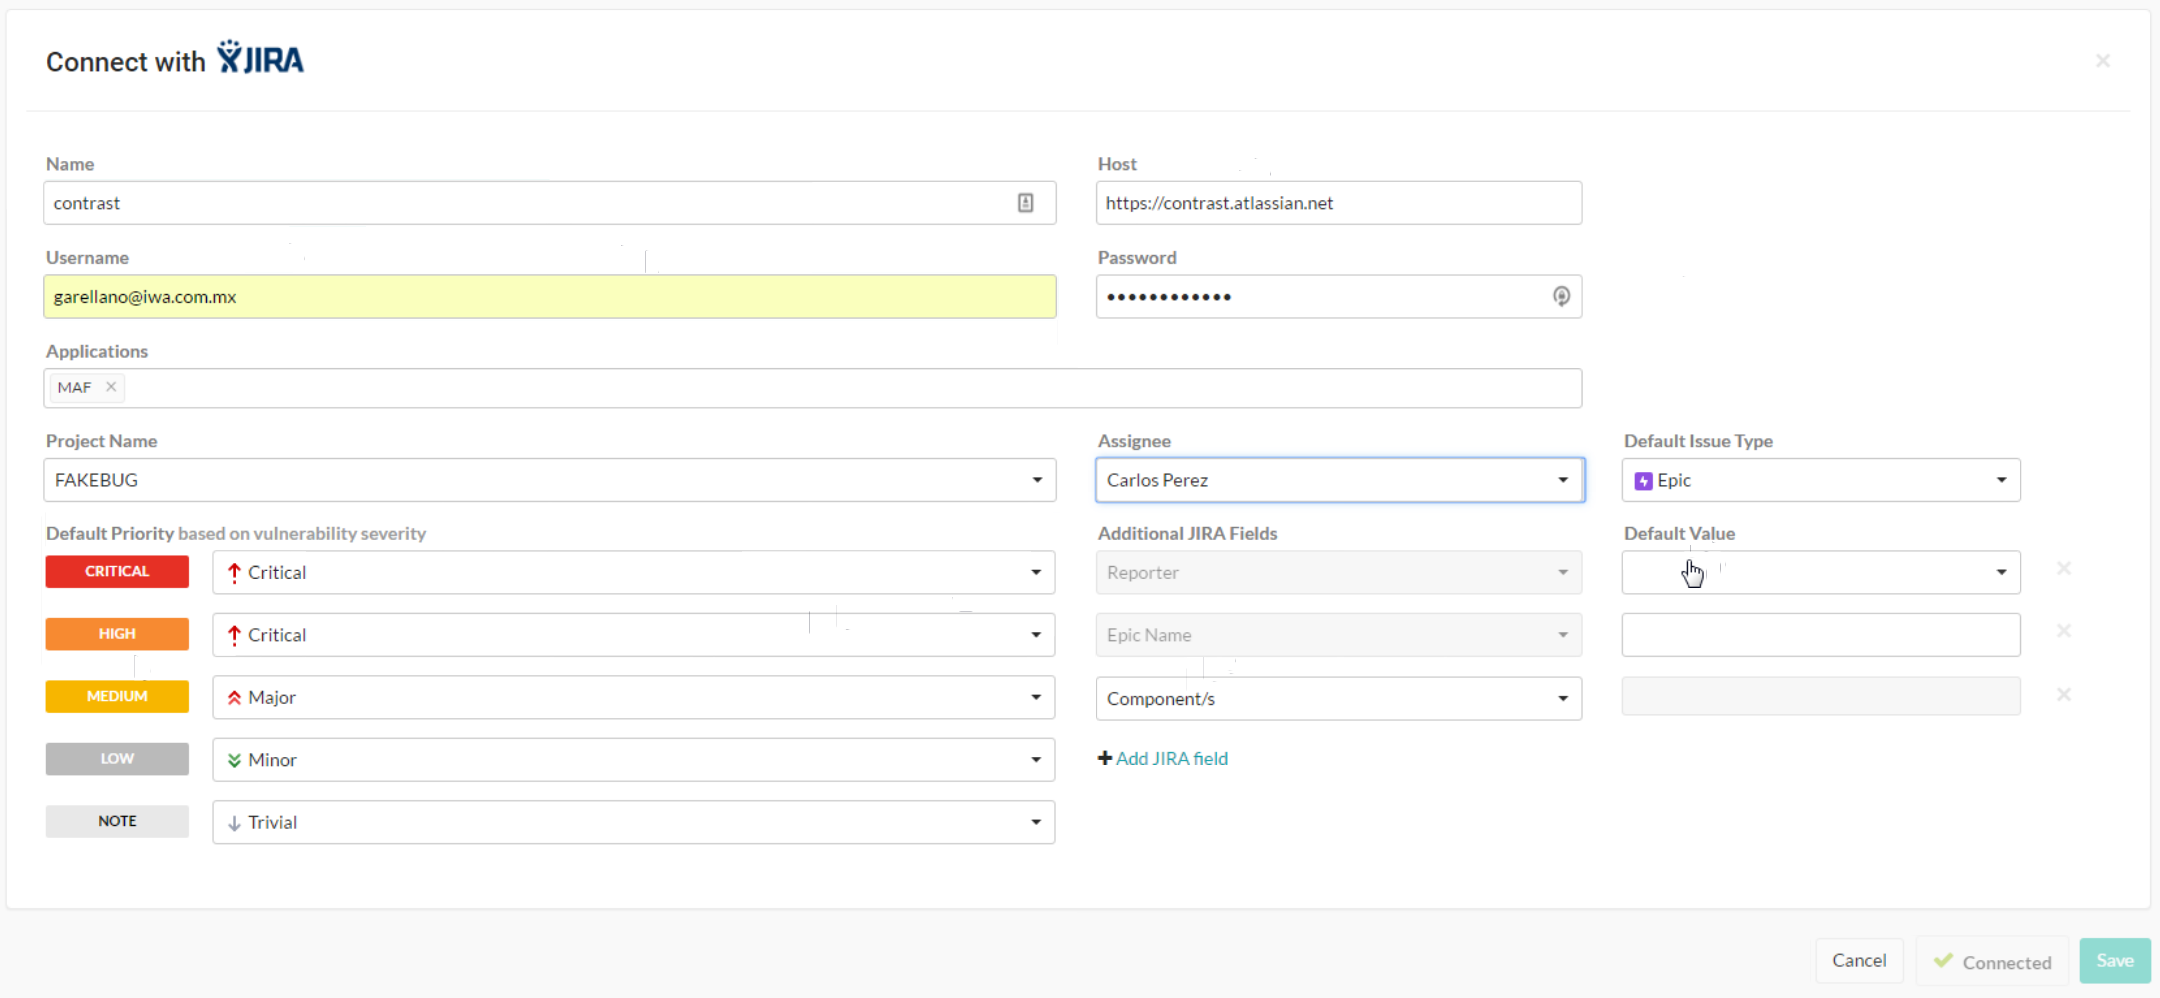 Connect with JIRA
Name
Host
contrast
https://contrast.atlassian.net
Username
Password
garellano@iwa.com.mx
••••••••••••
Applications
MAF ×
Project Name
Assignee
Default Issue Type
FAKEBUG
Carlos Perez
Epic
Default Priority based on vulnerability severity
Additional JIRA Fields
Default Value
CRITICAL
Critical
Reporter
HIGH
Critical
Epic Name
MEDIUM
Major
Component/s
LOW
Minor
+ Add JIRA field
NOTE
Trivial
Cancel
Connected
Save